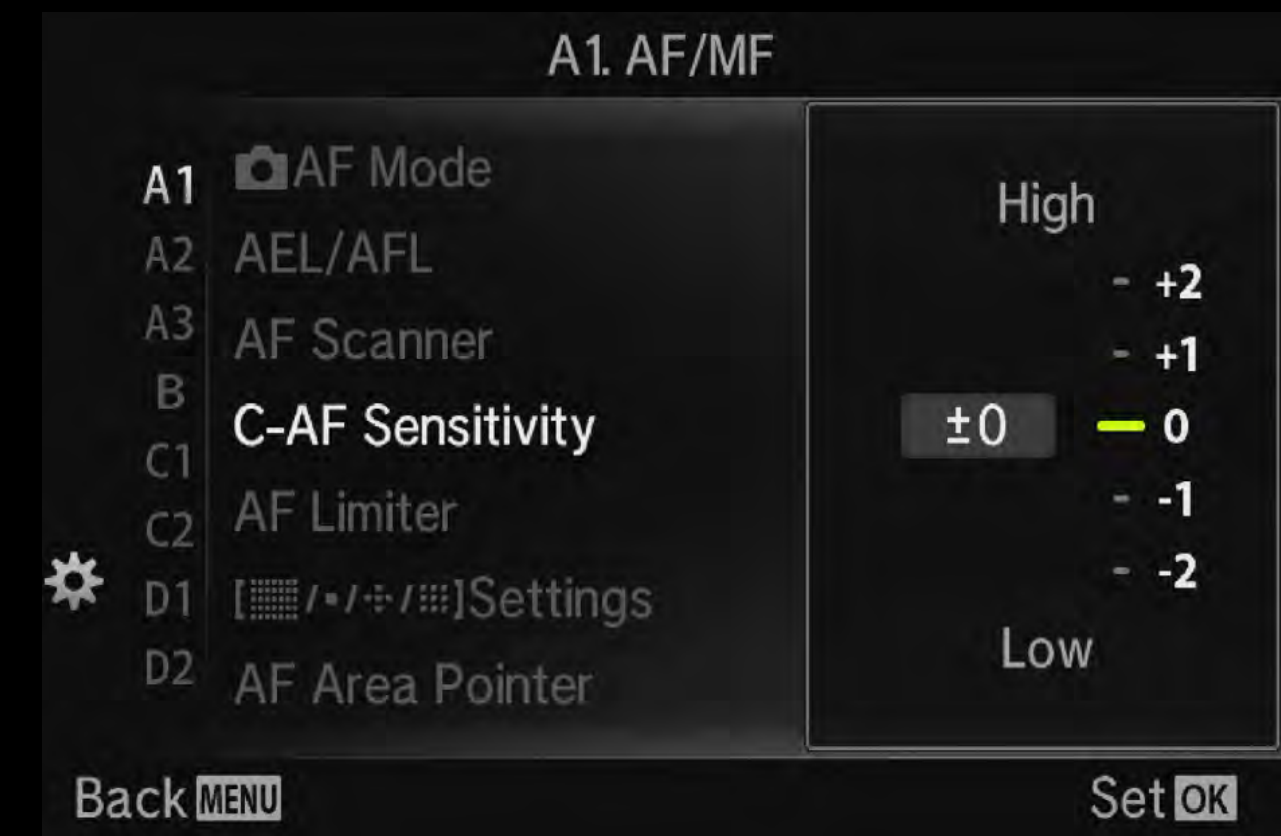 A1. AF/MF
A1
A2
A3
B
C1
C2
D1
D2
AF Mode
AEL/AFL
AF Scanner
C-AF Sensitivity
AF Limiter
[/▪//]Settings
AF Area Pointer
High
+2
+1
±0 0
-1
-2
Low
Back MENU
Set OK